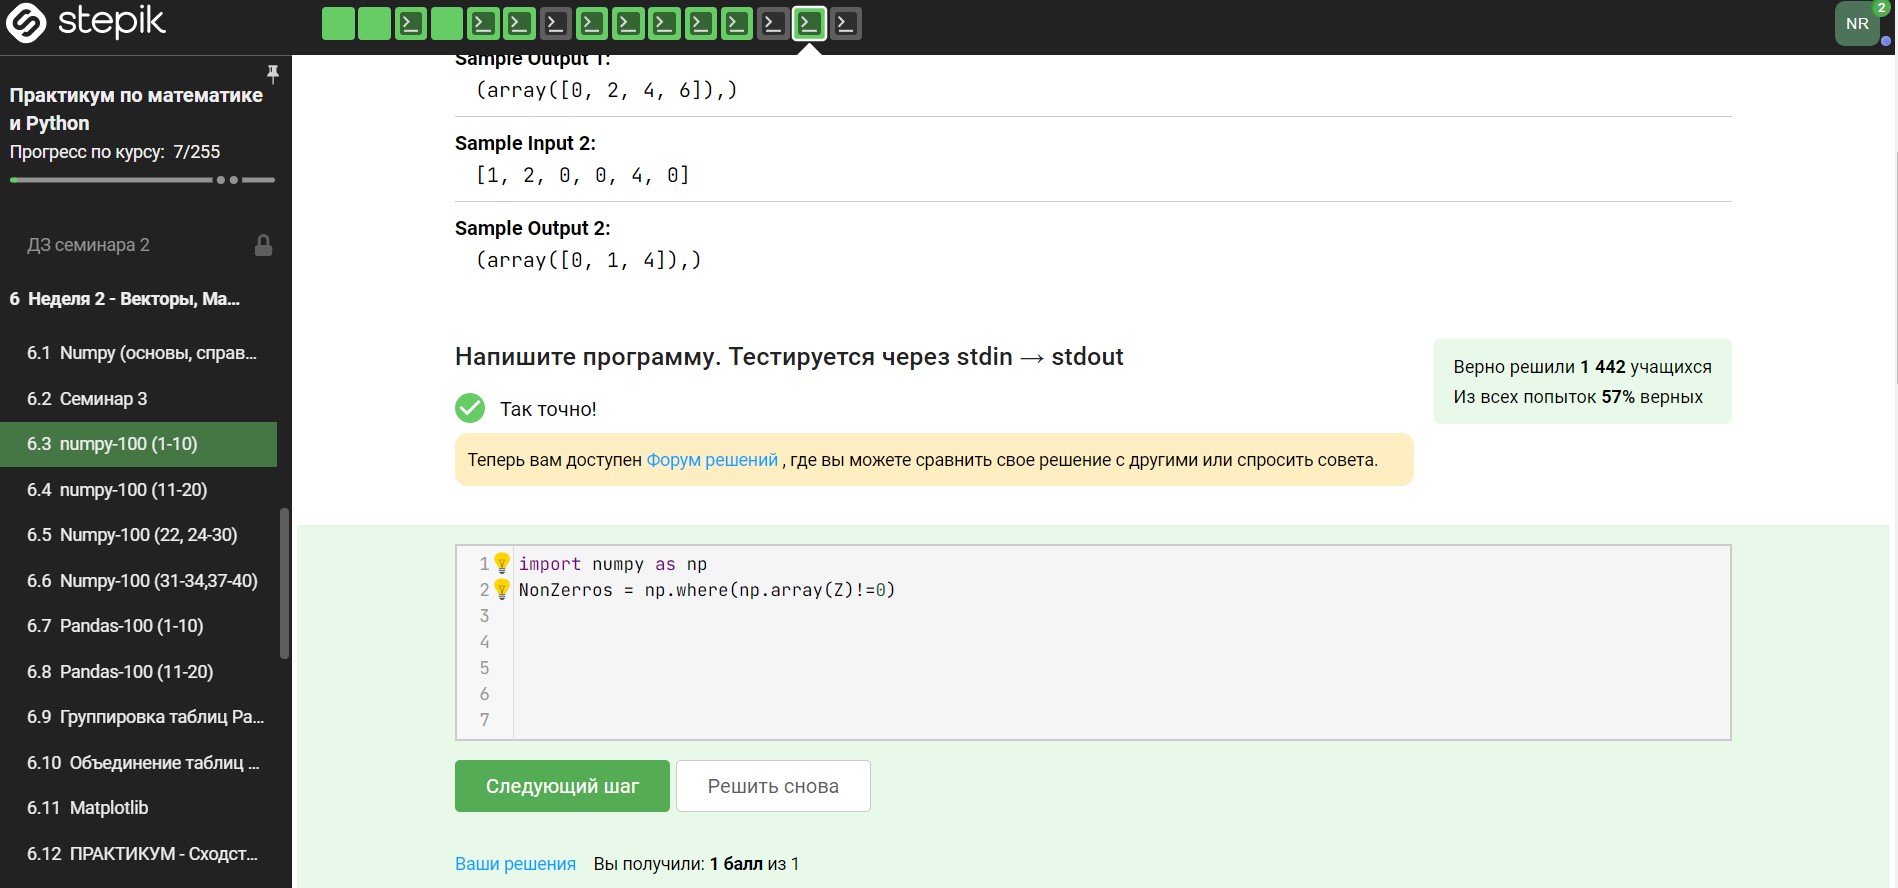 stepik
NR
2
Практикум по математике
и Python
Прогресс по курсу: 7/255
ДЗ семинара 2
6 Неделя 2 - Векторы, Ма...
6.1 Numpy (основы, справ...
6.2 Семинар 3
6.3 numpy-100 (1-10)
6.4 numpy-100 (11-20)
6.5 Numpy-100 (22, 24-30)
6.6 Numpy-100 (31-34,37-40)
6.7 Pandas-100 (1-10)
6.8 Pandas-100 (11-20)
6.9 Группировка таблиц Pa...
6.10 Объединение таблиц ...
6.11 Matplotlib
6.12 ПРАКТИКУМ - Сходст...
Sample Output 1:
(array([0, 2, 4, 6]),)
Sample Input 2:
[1, 2, 0, 0, 4, 0]
Sample Output 2:
(array([0, 1, 4]),)
Напишите программу. Тестируется через stdin → stdout
Верно решили 1 442 учащихся
Из всех попыток 57% верных
Так точно!
Теперь вам доступен Форум решений , где вы можете сравнить свое решение с другими или спросить совета.
1 import numpy as np
2 NonZerros = np.where(np.array(Z)!=0)
3
4
5
6
7
Следующий шаг
Решить снова
Ваши решения Вы получили: 1 балл из 1